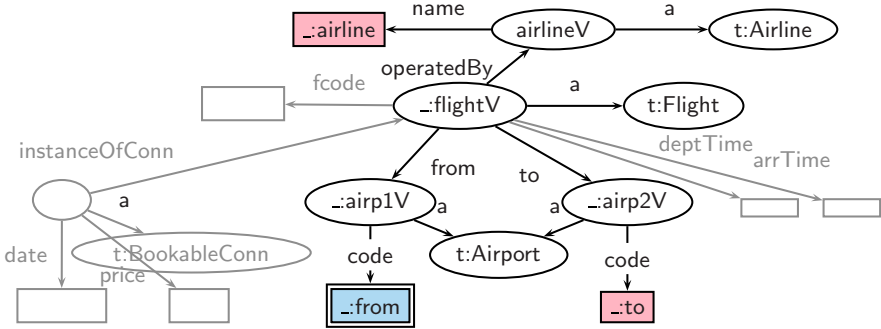 name
a
_:airline
airlineV
t:Airline
operatedBy
fcode
a
_:flightV
t:Flight
instanceOfConn
deptTime
arrTime
from
to
a
_:airp1V
a
a
_:airp2V
date
t:BookableConn
code
t:Airport
code
price
_:from
_:to